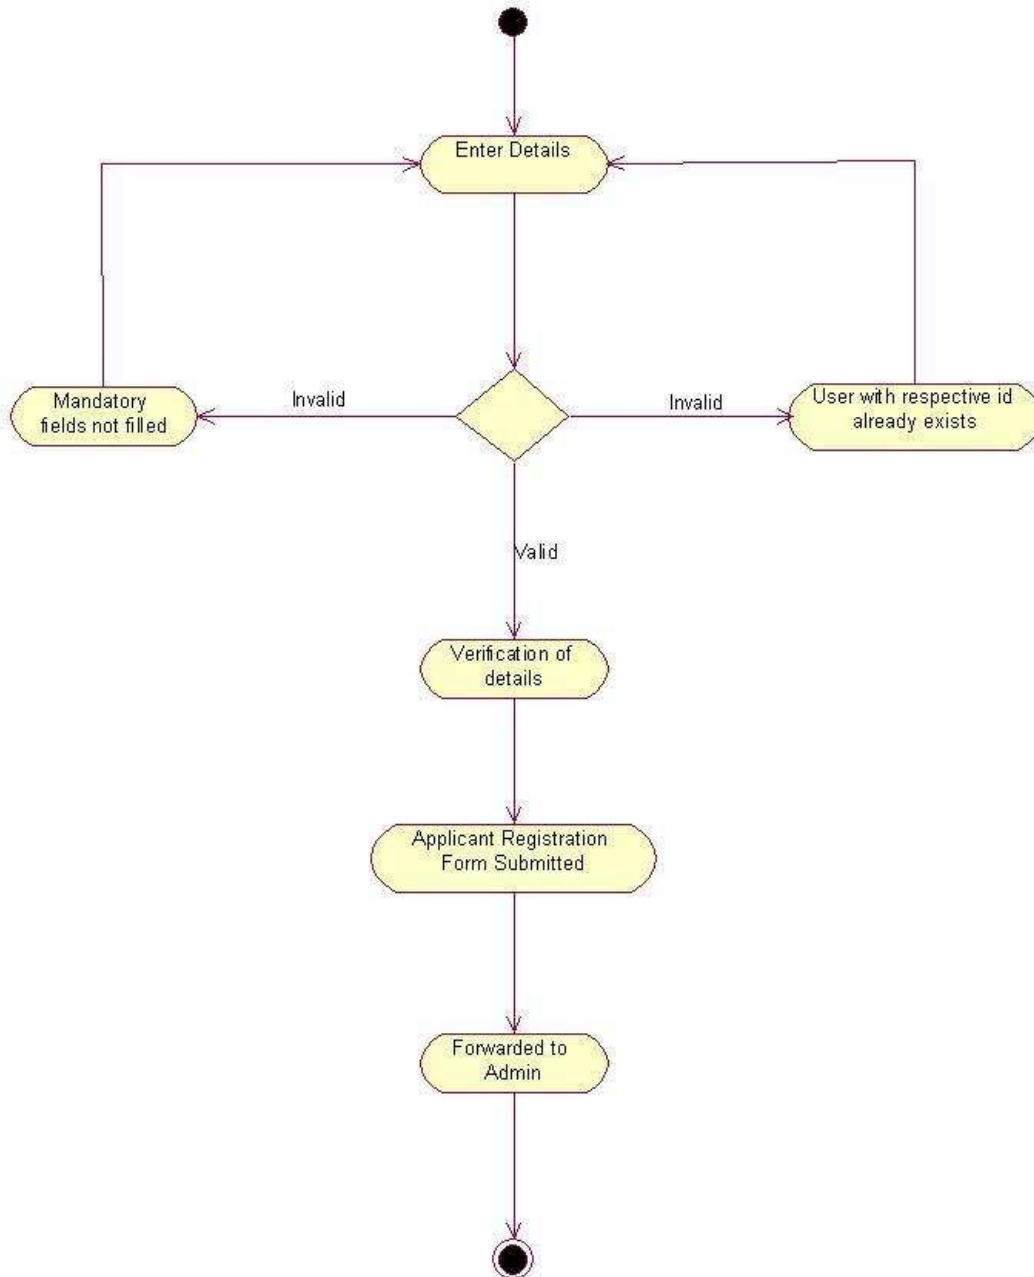 Enter Details
Invalid
Invalid
Mandatory
fields not filled
User with respective id
already exists
Valid
Verification of
details
Applicant Registration
Form Submitted
Forwarded to
Admin